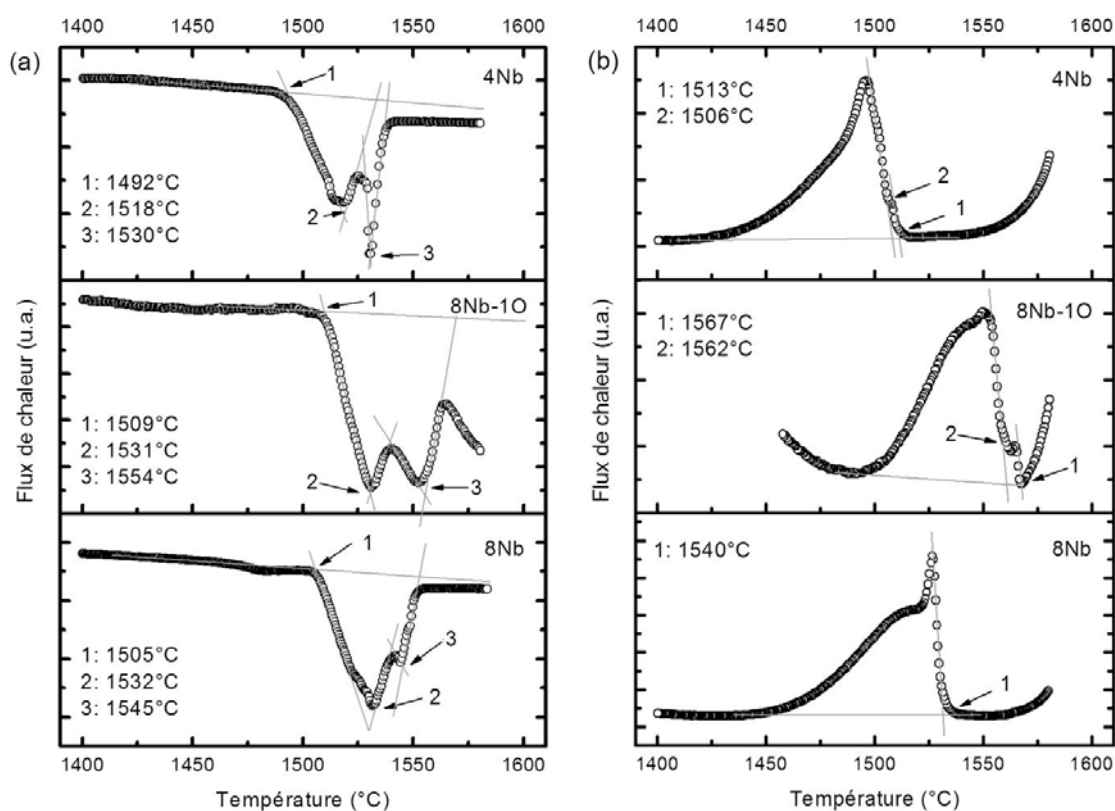 (a)
1400 1450 1500 1550 1600
4Nb
1
2
3
1: 1492°C
2: 1518°C
3: 1530°C
8Nb-1O
1
2
3
1: 1509°C
2: 1531°C
3: 1554°C
8Nb
1
2
3
1: 1505°C
2: 1532°C
3: 1545°C
Flux de chaleur (u.a.)
1400 1450 1500 1550 1600
Température (°C)
(b)
1400 1450 1500 1550 1600
4Nb
1: 1513°C
2: 1506°C
2
1
8Nb-1O
1: 1567°C
2: 1562°C
2
1
8Nb
1: 1540°C
1
Flux de chaleur (u.a.)
1400 1450 1500 1550 1600
Température (°C)